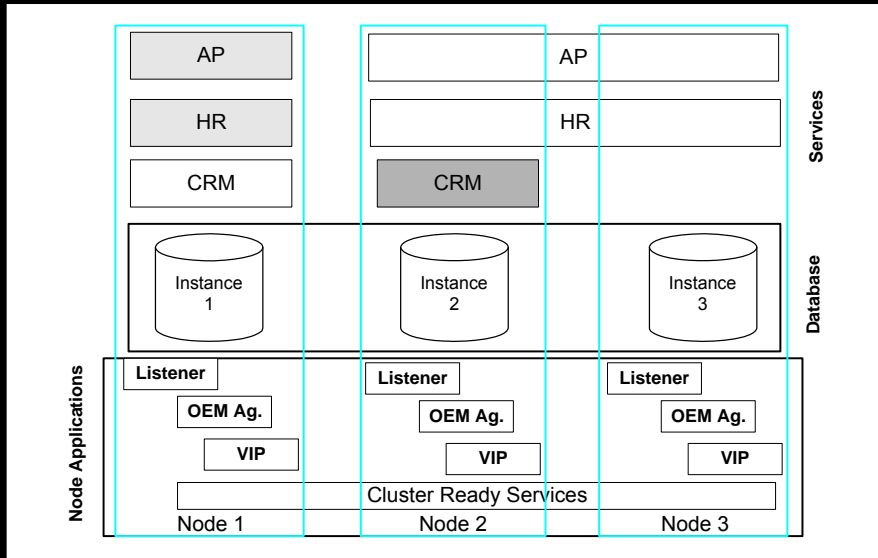 AP
AP
HR
HR
CRM
CRM
Services
Instance
1
Instance
2
Instance
3
Database
Listener
Listener
Listener
OEM Ag.
OEM Ag.
OEM Ag.
VIP
VIP
VIP
Cluster Ready Services
Node 1
Node 2
Node 3
Node Applications